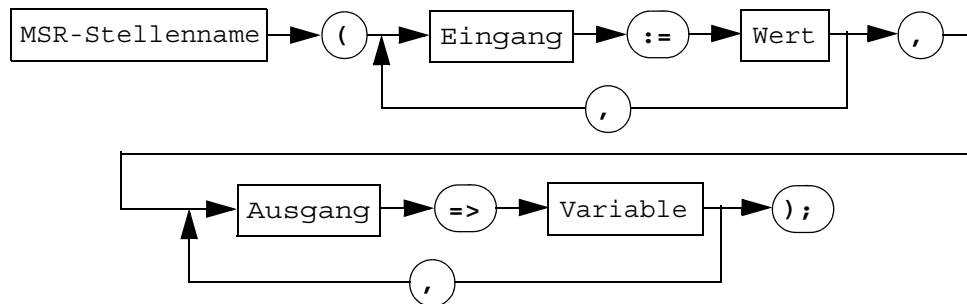 MSR-Stellenname ( Eingang := Wert ,
,
Ausgang => Variable );
,